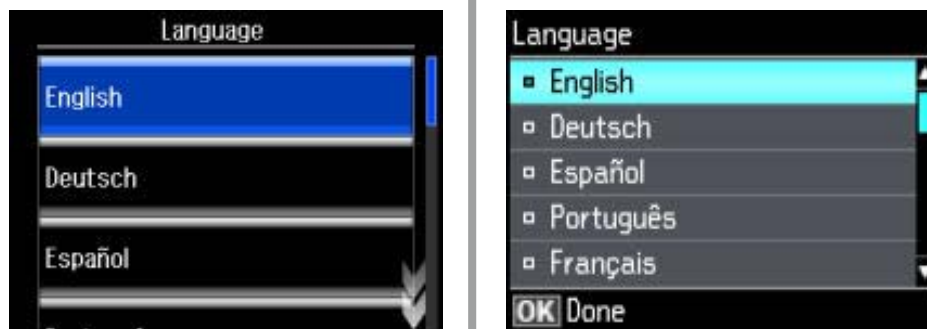 Language
English
Deutsch
Español
Language
English
Deutsch
Español
Português
Français
OK Done